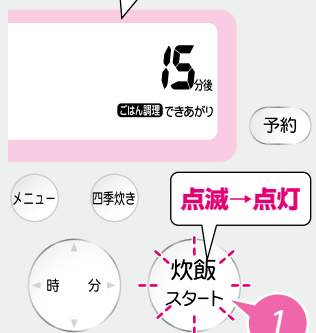 15分後
ごはん調理 できあがり
予約
メニュー
四季炊き
点滅→点灯
時 分
炊飯
スタート
1